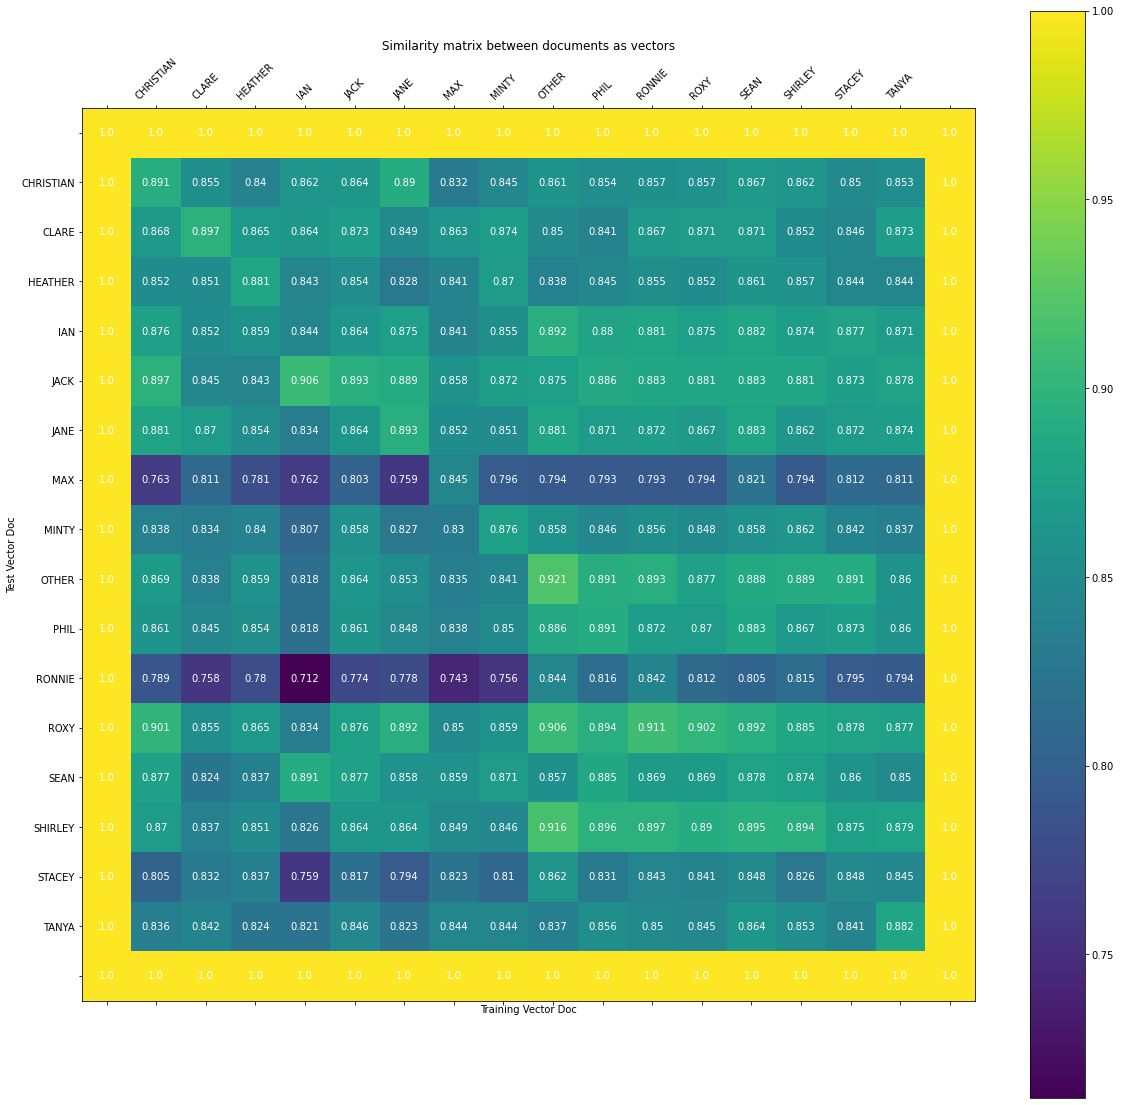 Similarity matrix between documents as vectors
CHRISTIAN CLARE HEATHER IAN JACK JANE MAX MINTY OTHER PHIL RONNIE ROXY SEAN SHIRLEY STACEY TANYA
1.0 1.0 1.0 1.0 1.0 1.0 1.0 1.0 1.0 1.0 1.0 1.0 1.0 1.0 1.0 1.0 1.0 1.0
CHRISTIAN 1.0 0.891 0.855 0.84 0.862 0.864 0.89 0.832 0.845 0.861 0.854 0.857 0.857 0.867 0.862 0.85 0.853 1.0
CLARE 1.0 0.868 0.897 0.865 0.864 0.873 0.849 0.863 0.874 0.85 0.841 0.867 0.871 0.871 0.852 0.846 0.873 1.0
HEATHER 1.0 0.852 0.851 0.881 0.843 0.854 0.828 0.841 0.87 0.838 0.845 0.855 0.852 0.861 0.857 0.844 0.844 1.0
IAN 1.0 0.876 0.852 0.859 0.844 0.864 0.875 0.841 0.855 0.892 0.88 0.881 0.875 0.882 0.874 0.877 0.871 1.0
JACK 1.0 0.897 0.845 0.843 0.906 0.893 0.889 0.858 0.872 0.875 0.886 0.883 0.881 0.883 0.881 0.873 0.878 1.0
JANE 1.0 0.881 0.87 0.854 0.834 0.864 0.893 0.852 0.851 0.881 0.871 0.872 0.867 0.883 0.862 0.872 0.874 1.0
MAX 1.0 0.763 0.811 0.781 0.762 0.803 0.759 0.845 0.796 0.794 0.793 0.793 0.794 0.821 0.794 0.812 0.811 1.0
MINTY 1.0 0.838 0.834 0.84 0.807 0.858 0.827 0.83 0.876 0.858 0.846 0.856 0.848 0.858 0.862 0.842 0.837 1.0
OTHER 1.0 0.869 0.838 0.859 0.818 0.864 0.853 0.835 0.841 0.921 0.891 0.893 0.877 0.888 0.889 0.891 0.86 1.0
PHIL 1.0 0.861 0.845 0.854 0.818 0.861 0.848 0.838 0.85 0.886 0.891 0.872 0.87 0.883 0.867 0.873 0.86 1.0
RONNIE 1.0 0.789 0.758 0.78 0.712 0.774 0.778 0.743 0.756 0.844 0.816 0.842 0.812 0.805 0.815 0.795 0.794 1.0
ROXY 1.0 0.901 0.855 0.865 0.834 0.876 0.892 0.85 0.859 0.906 0.894 0.911 0.902 0.892 0.885 0.878 0.877 1.0
SEAN 1.0 0.877 0.824 0.837 0.891 0.877 0.858 0.859 0.871 0.857 0.885 0.869 0.869 0.878 0.874 0.86 0.85 1.0
SHIRLEY 1.0 0.87 0.837 0.851 0.826 0.864 0.864 0.849 0.846 0.916 0.896 0.897 0.89 0.895 0.894 0.875 0.879 1.0
STACEY 1.0 0.805 0.832 0.837 0.759 0.817 0.794 0.823 0.81 0.862 0.831 0.843 0.841 0.848 0.826 0.848 0.845 1.0
TANYA 1.0 0.836 0.842 0.824 0.821 0.846 0.823 0.844 0.844 0.837 0.856 0.85 0.845 0.864 0.853 0.841 0.882 1.0
1.0 1.0 1.0 1.0 1.0 1.0 1.0 1.0 1.0 1.0 1.0 1.0 1.0 1.0 1.0 1.0 1.0 1.0
Training Vector Doc
Test Vector Doc
1.00
0.95
0.90
0.85
0.80
0.75